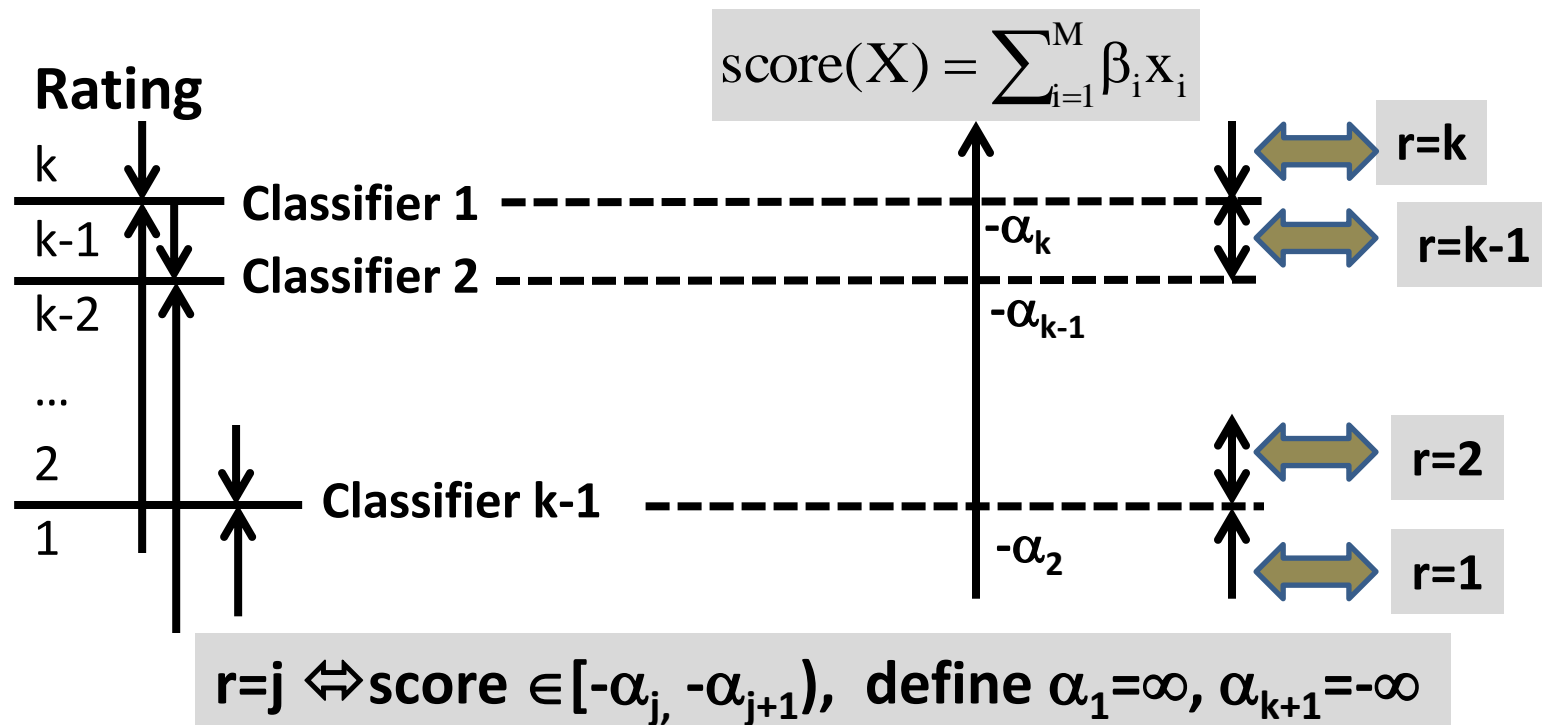 score(X) = ∑_{i=1}^{M} β_i x_i
Rating
k
Classifier 1
-α_k
r=k
k-1
r=k-1
Classifier 2
-α_{k-1}
k-2
...
2
r=2
Classifier k-1
-α_2
1
r=1
r=j ⇔ score ∈[-α_{j,} -α_{j+1}), define α_1=∞, α_{k+1}=-∞